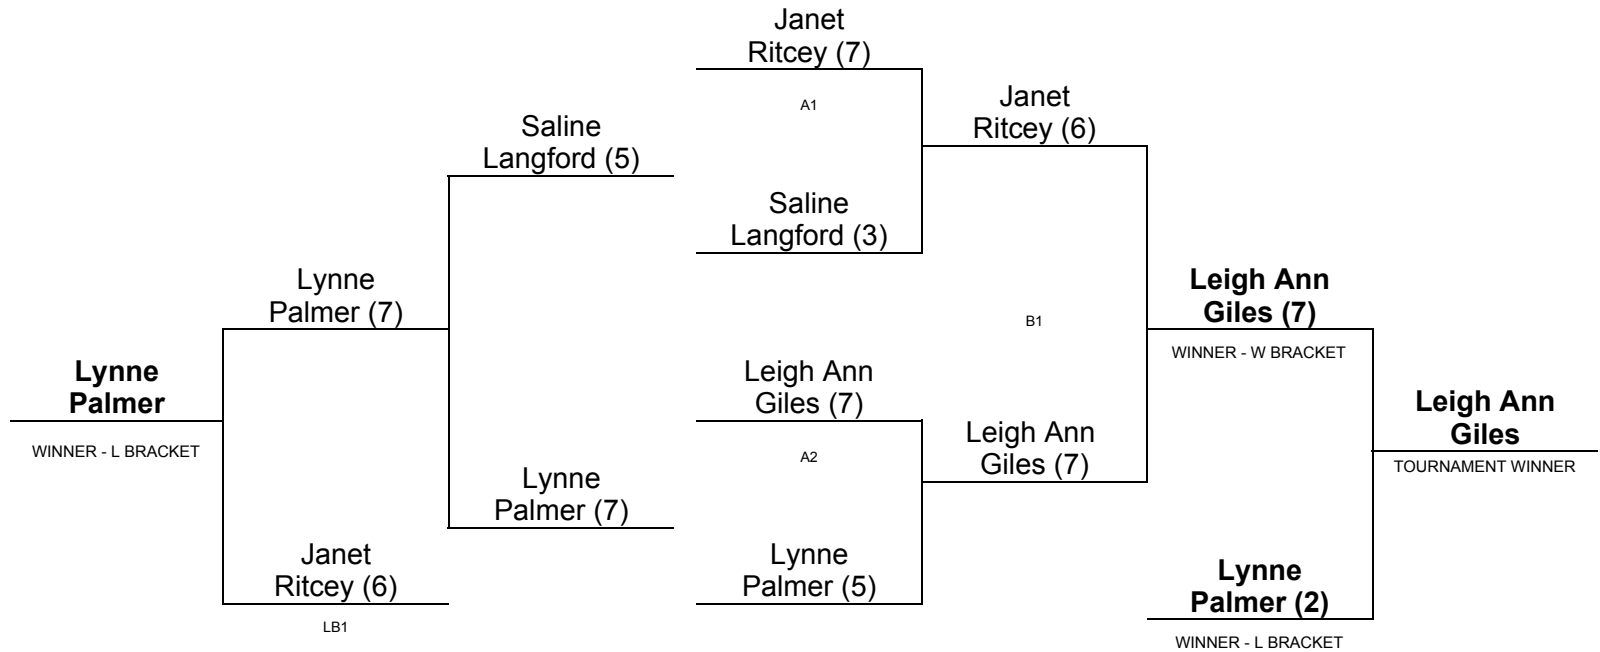 Janet
Ritcey (7)
A1
Janet
Ritcey (6)
Saline
Langford (5)
Saline
Langford (3)
Lynne
Palmer (7)
Leigh Ann
Giles (7)
B1
WINNER - W BRACKET
Lynne
Palmer
WINNER - L BRACKET
Leigh Ann
Giles (7)
A2
Leigh Ann
Giles (7)
Leigh Ann
Giles
TOURNAMENT WINNER
Lynne
Palmer (7)
Janet
Ritcey (6)
LB1
Lynne
Palmer (5)
Lynne
Palmer (2)
WINNER - L BRACKET